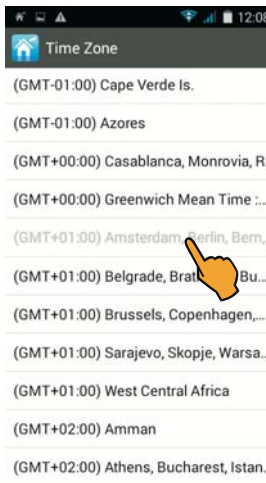 12:08
Time Zone
(GMT-01:00) Cape Verde Is.
(GMT-01:00) Azores
(GMT+00:00) Casablanca, Monrovia, R
(GMT+00:00) Greenwich Mean Time :...
(GMT+01:00) Amsterdam, Berlin, Bern,
(GMT+01:00) Belgrade, Brat Bu...
(GMT+01:00) Brussels, Copenhagen,...
(GMT+01:00) Sarajevo, Skopje, Warsa...
(GMT+01:00) West Central Africa
(GMT+02:00) Amman
(GMT+02:00) Athens, Bucharest, Istan.